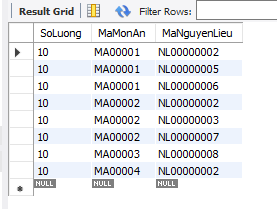 Result Grid Filter Rows:
SoLuong MaMonAn MaNguyenLieu
10 MA00001 NL00000002
10 MA00001 NL00000005
10 MA00001 NL00000006
10 MA00002 NL00000002
10 MA00002 NL00000003
10 MA00002 NL00000007
10 MA00003 NL00000008
10 MA00004 NL00000002
NULL NULL NULL